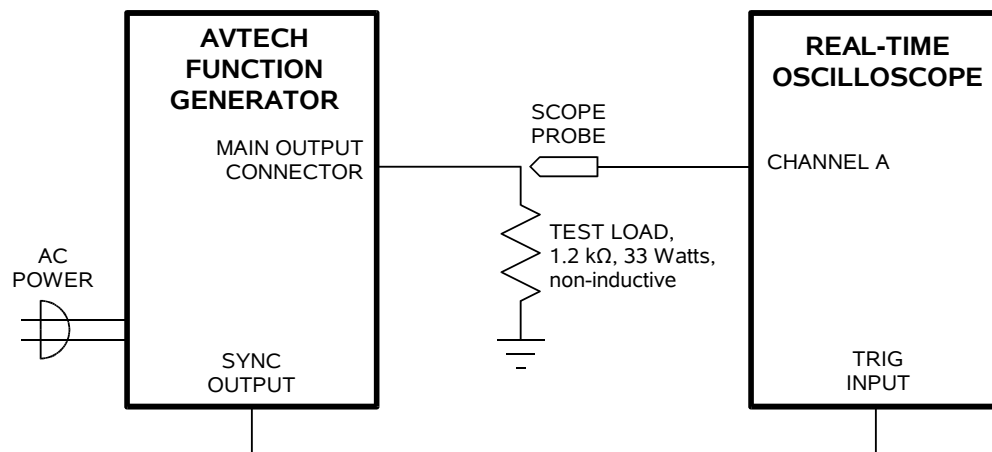 AVTECH
FUNCTION
GENERATOR
REAL-TIME
OSCILLOSCOPE
SCOPE
PROBE
MAIN OUTPUT
CONNECTOR
CHANNEL A
TEST LOAD,
1.2 kΩ, 33 Watts,
non-inductive
AC
POWER
SYNC
OUTPUT
TRIG
INPUT